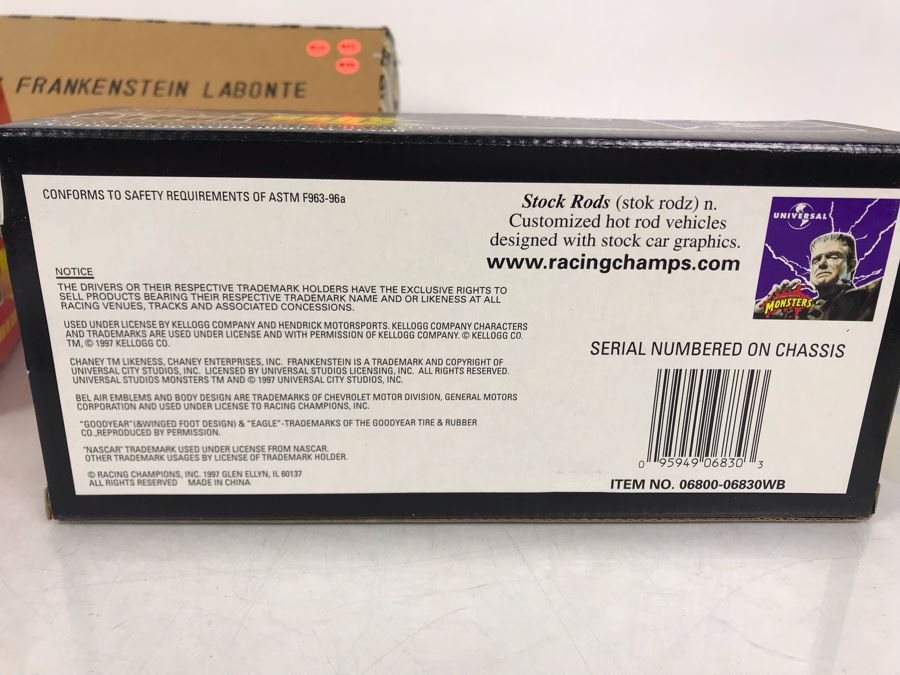 FRANKENSTEIN LABONTE
CONFORMS TO SAFETY REQUIREMENTS OF ASTM F963-96a
Stock Rods (stok rodz) n.
Customized hot rod vehicles
designed with stock car graphics.
www.racingchamps.com
UNIVERSAL
MONSTERS
NOTICE
THE DRIVERS OR THEIR RESPECTIVE TRADEMARK HOLDERS HAVE THE EXCLUSIVE RIGHTS TO
SELL PRODUCTS BEARING THEIR RESPECTIVE TRADEMARK NAME AND OR LIKENESS AT ALL
RACING VENUES, TRACKS AND ASSOCIATED CONCESSIONS.
USED UNDER LICENSE BY KELLOGG COMPANY AND HENDRICK MOTORSPORTS. KELLOGG COMPANY CHARACTERS
AND TRADEMARKS ARE USED UNDER LICENSE AND WITH PERMISSION OF KELLOGG COMPANY. © KELLOGG CO.
TM, © 1997 KELLOGG CO.
CHANEY TM LIKENESS, CHANEY ENTERPRISES, INC. FRANKENSTEIN IS A TRADEMARK AND COPYRIGHT OF
UNIVERSAL CITY STUDIOS, INC. LICENSED BY UNIVERSAL STUDIOS LICENSING, INC. ALL RIGHTS RESERVED.
UNIVERSAL STUDIOS MONSTERS TM AND © 1997 UNIVERSAL CITY STUDIOS, INC.
BEL AIR EMBLEMS AND BODY DESIGN ARE TRADEMARKS OF CHEVROLET MOTOR DIVISION, GENERAL MOTORS
CORPORATION AND USED UNDER LICENSE TO RACING CHAMPIONS, INC.
"GOODYEAR"(&WINGED FOOT DESIGN) & "EAGLE"-TRADEMARKS OF THE GOODYEAR TIRE & RUBBER
CO.,REPRODUCED BY PERMISSION.
"NASCAR" TRADEMARK USED UNDER LICENSE FROM NASCAR.
OTHER TRADEMARK USAGES BY LICENSE OF TRADEMARK HOLDER.
© RACING CHAMPIONS, INC. 1997 GLEN ELLYN, IL 60137
ALL RIGHTS RESERVED MADE IN CHINA
SERIAL NUMBERED ON CHASSIS
0 95949 06830 3
ITEM NO. 06800-06830WB